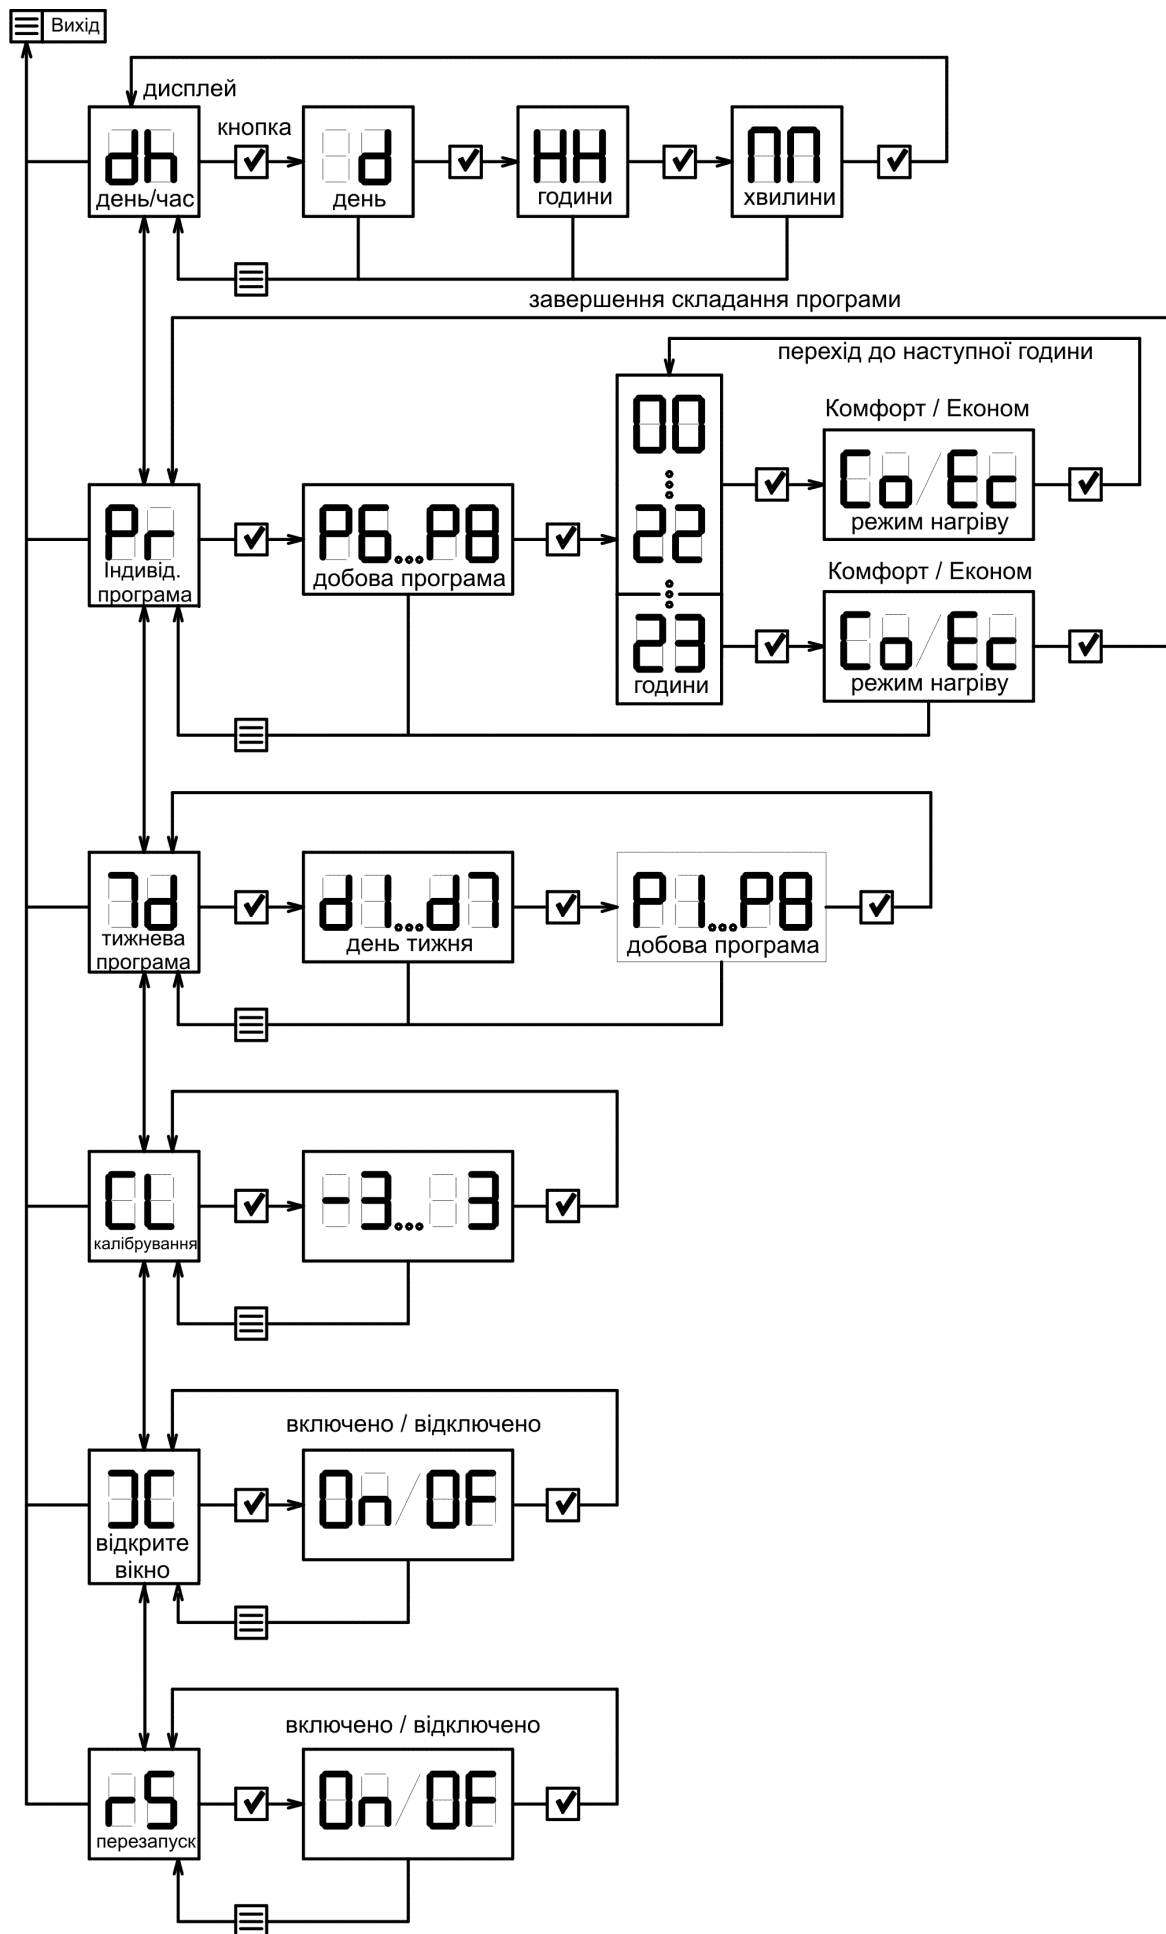 Вихід
дисплей
кнопка
dh
день/час
d
день
HH
години
ПП
хвилини
завершення складання програми
перехід до наступної години
00
22
23
години
Комфорт / Економ
Co/Ec
режим нагріву
Pr
Індивід.
програма
P6...P8
добова програма
Комфорт / Економ
Co/Ec
режим нагріву
7d
тижнева
програма
d1...d7
день тижня
P1...P8
добова програма
CL
калібрування
-3... 3
включено / відключено
ЭС
відкрите
вікно
On/OF
включено / відключено
rS
перезапуск
On/OF